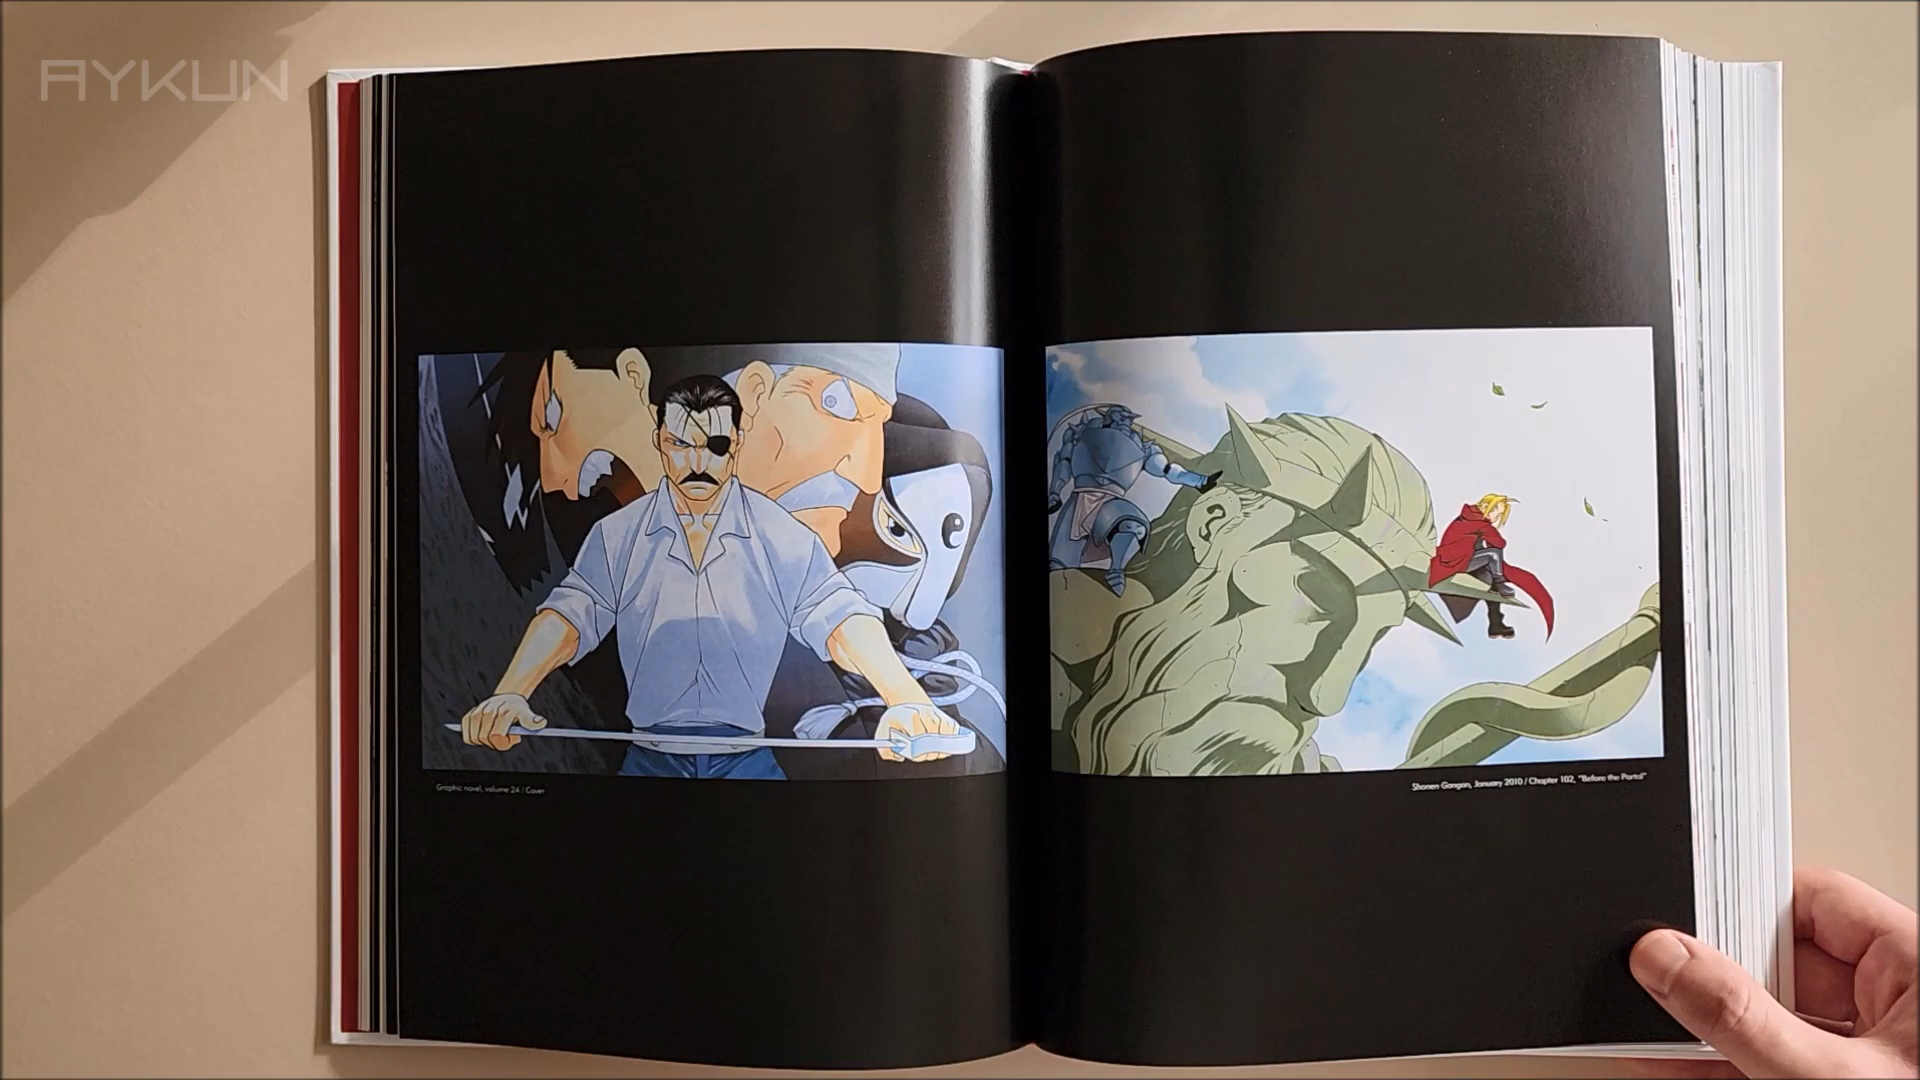 AYKUN
Graphic novel, volume 24 / Cover
Shonen Gangan, January 2010 / Chapter 102, "Before the Portal"